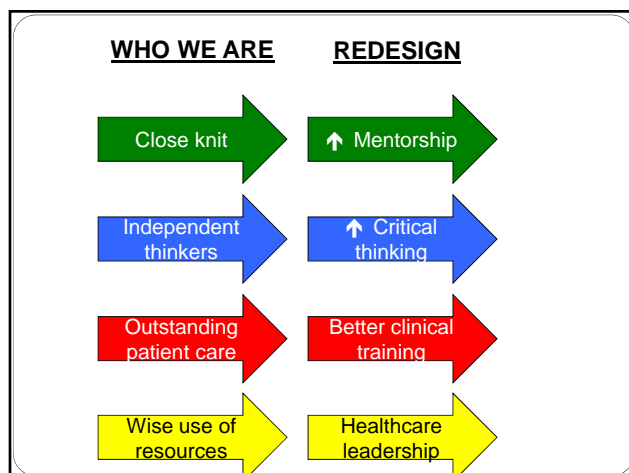 WHO WE ARE
REDESIGN
Close knit
↑ Mentorship
Independent
thinkers
↑ Critical
thinking
Outstanding
patient care
Better clinical
training
Wise use of
resources
Healthcare
leadership